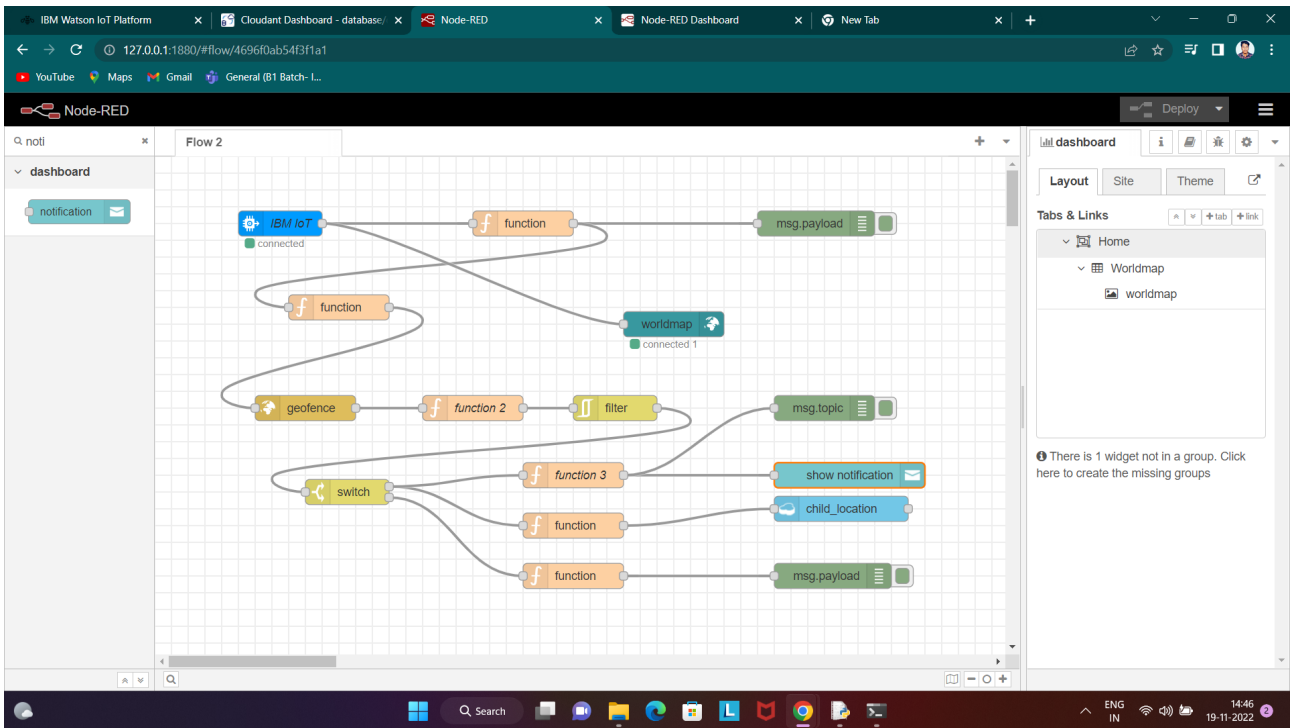 IBM Watson IoT Platform
Cloudant Dashboard - database/
Node-RED
Node-RED Dashboard
New Tab
127.0.0.1:1880/#flow/4696f0ab54f3f1a1
YouTube
Maps
Gmail
General (B1 Batch- I...
Node-RED
Deploy
noti
Flow 2
dashboard
i
dashboard
Layout
Site
Theme
notification
Tabs & Links
+tab
+link
IBM IoT
function
msg.payload
connected
Home
Worldmap
worldmap
function
worldmap
connected 1
geofence
function 2
filter
msg.topic
There is 1 widget not in a group. Click
here to create the missing groups
function 3
show notification
switch
child_location
function
function
msg.payload
Search
L
ENG
IN
14:46
19-11-2022
2